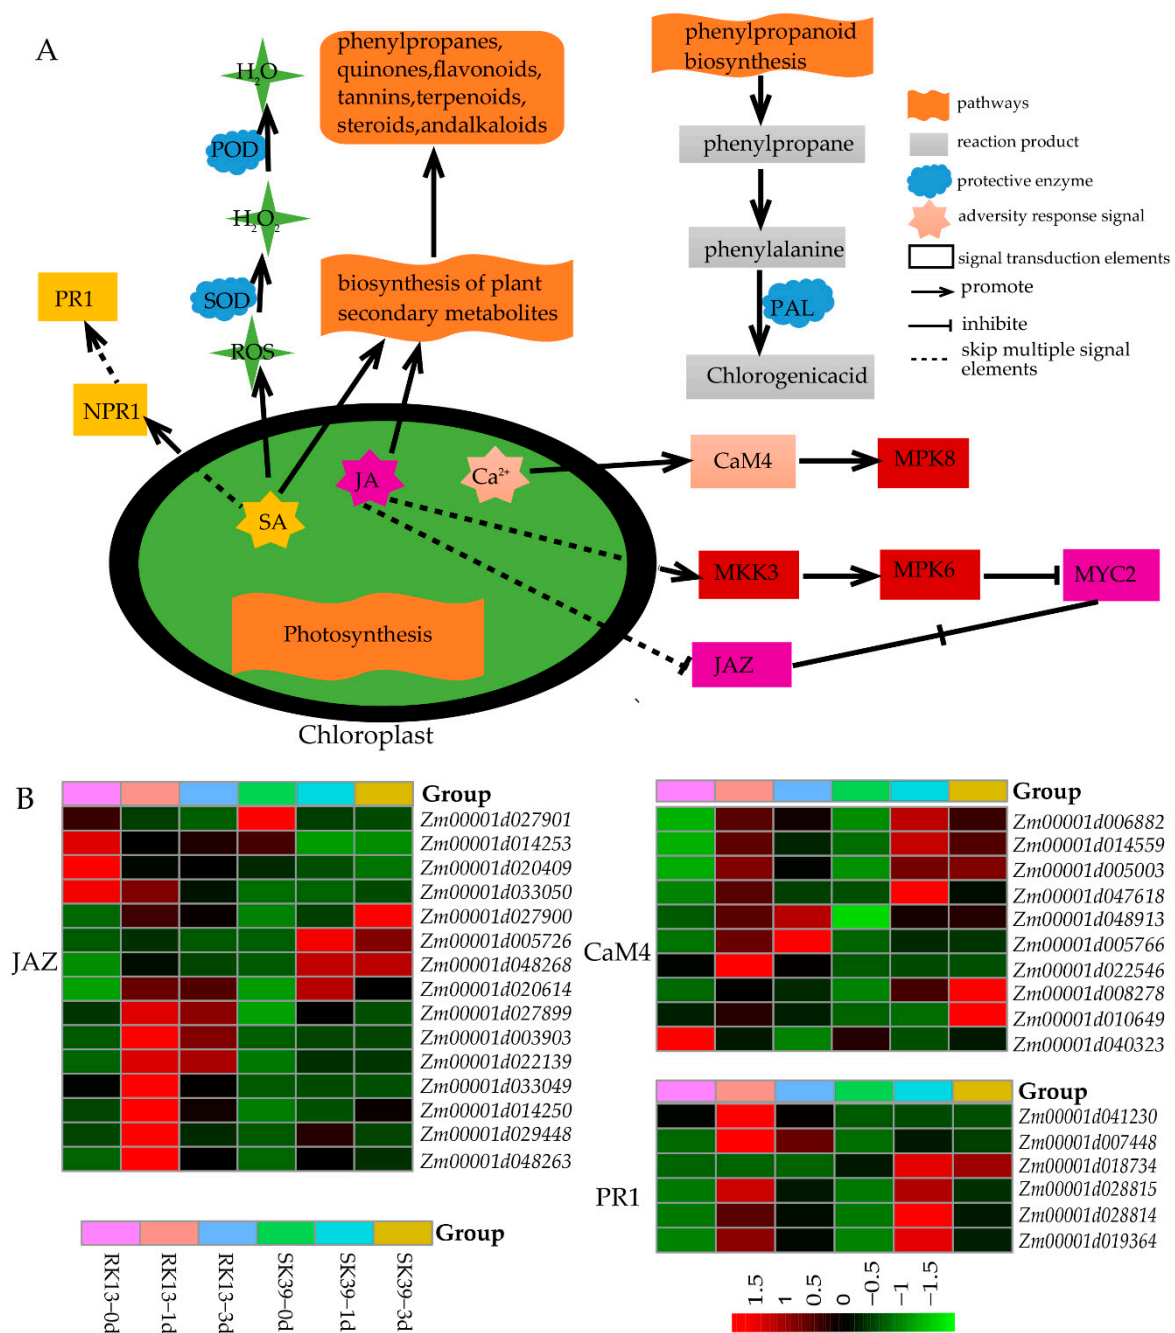 A
H₂O
POD
H₂O₂
SOD
ROS
PR1
NPR1
phenylpropanes,
quinones,flavonoids,
tannins,terpenoids,
steroids,andalkaloids
biosynthesis of plant
secondary metabolites
phenylpropanoid
biosynthesis
phenylpropane
phenylalanine
PAL
Chlorogenicacid
pathways
reaction product
protective enzyme
adversity response signal
signal transduction elements
promote
inhibite
skip multiple signal
elements
SA
JA
Ca²⁺
CaM4
MPK8
MKK3
MPK6
MYC2
JAZ
Photosynthesis
Chloroplast
B
Group
Zm00001d027901
Zm00001d014253
Zm00001d020409
Zm00001d033050
Zm00001d027900
Zm00001d005726
Zm00001d048268
Zm00001d020614
Zm00001d027899
Zm00001d003903
Zm00001d022139
Zm00001d033049
Zm00001d014250
Zm00001d029448
Zm00001d048263
JAZ
Group
RK13-0d
RK13-1d
RK13-3d
SK39-0d
SK39-1d
SK39-3d
Group
Zm00001d006882
Zm00001d014559
Zm00001d005003
Zm00001d047618
Zm00001d048913
Zm00001d005766
Zm00001d022546
Zm00001d008278
Zm00001d010649
Zm00001d040323
CaM4
Group
Zm00001d041230
Zm00001d007448
Zm00001d018734
Zm00001d028815
Zm00001d028814
Zm00001d019364
PR1
1.5
1
0.5
0
-0.5
-1
-1.5